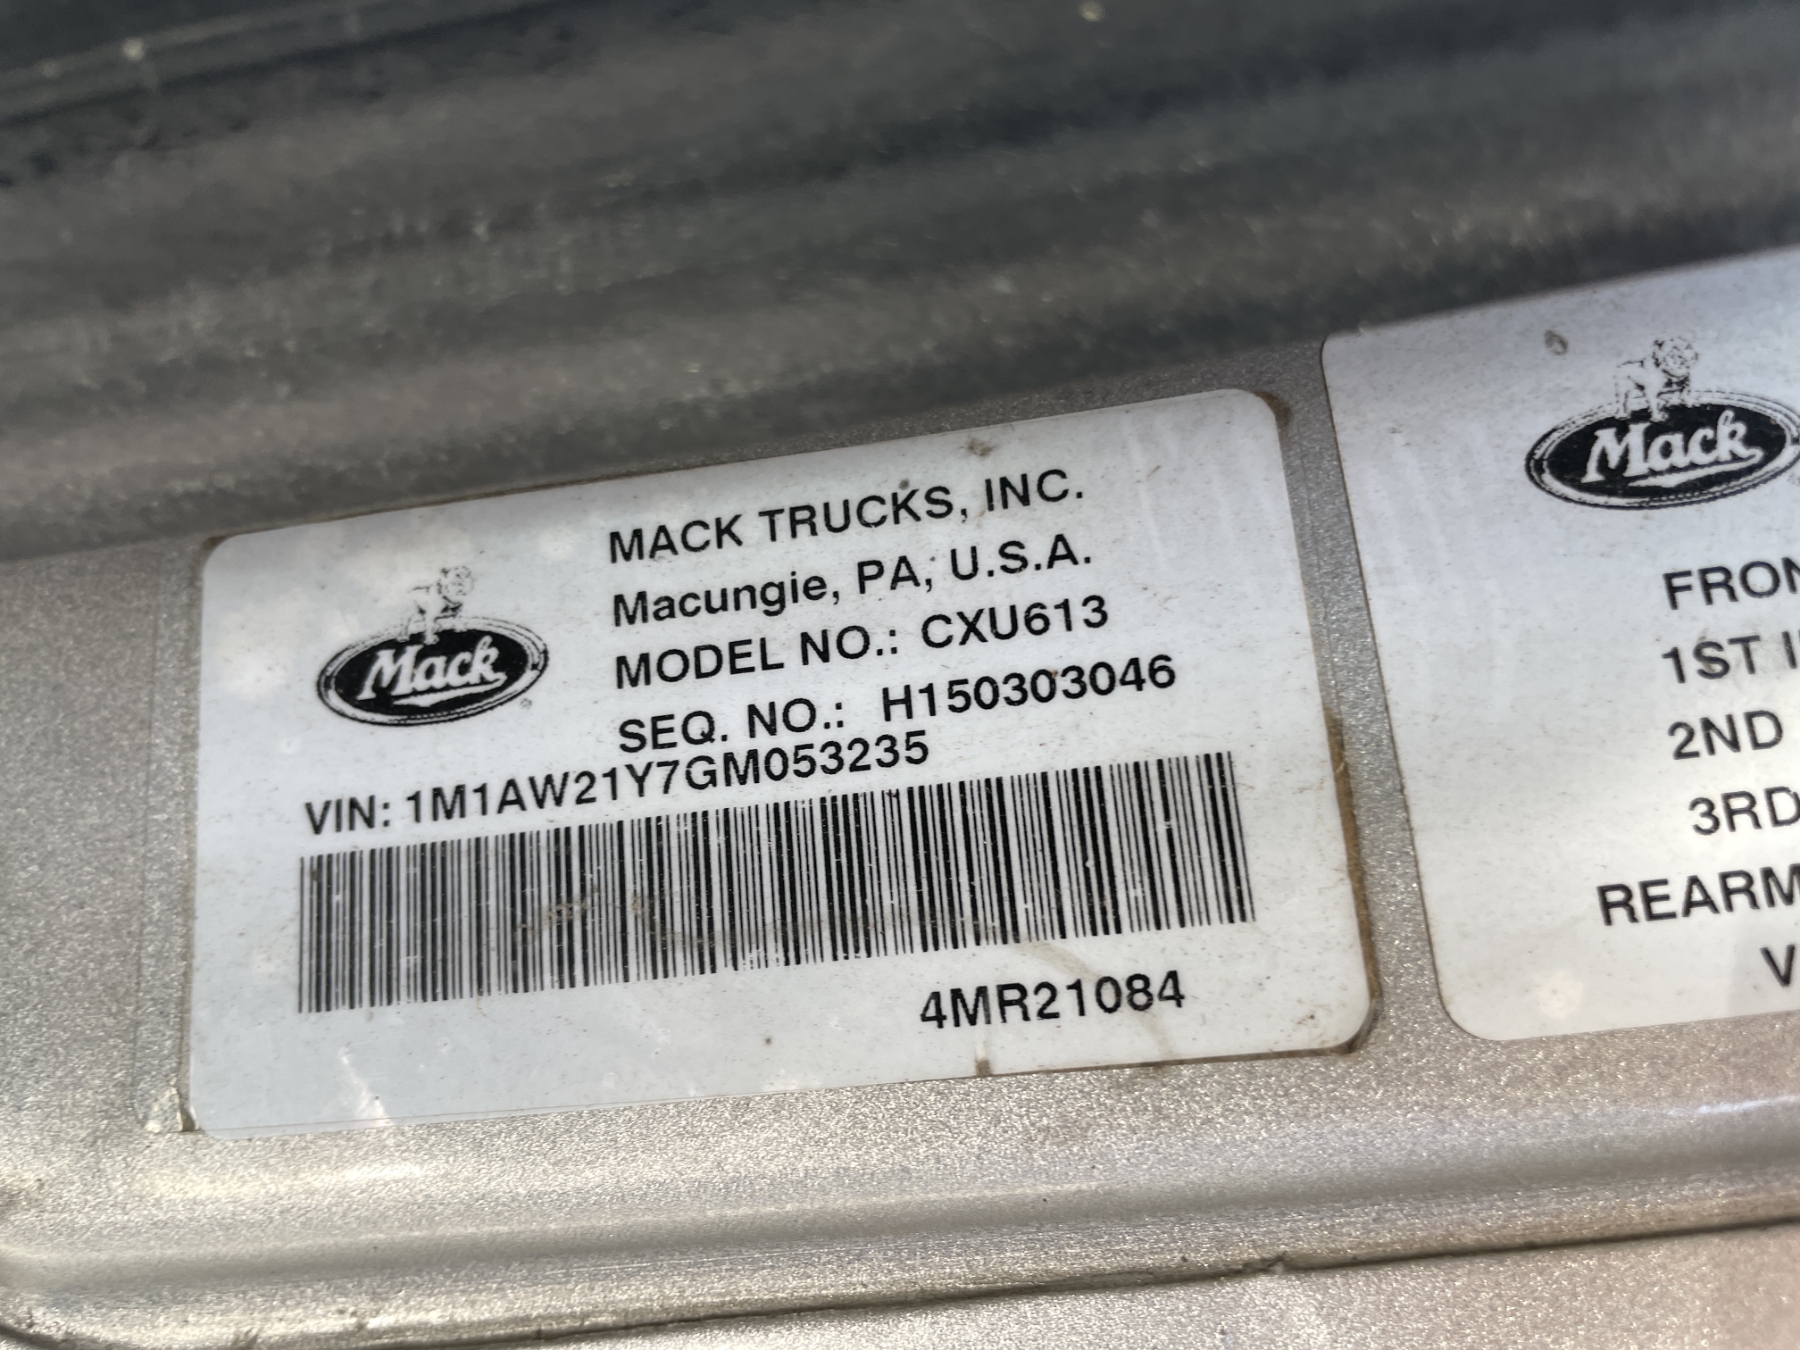 MACK TRUCKS, INC.
Macungie, PA, U.S.A.
MODEL NO.: CXU613
SEQ. NO.: H150303046
VIN: 1M1AW21Y7GM053235
Mack
4MR21084
Mack
FRON
1ST I
2ND
3RD
REARM
V